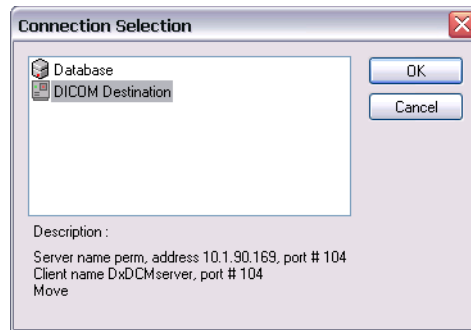 Connection Selection
Database
DICOM Destination
OK
Cancel
Description :
Server name perm, address 10.1.90.169, port # 104
Client name DxDCMserver, port # 104
Move